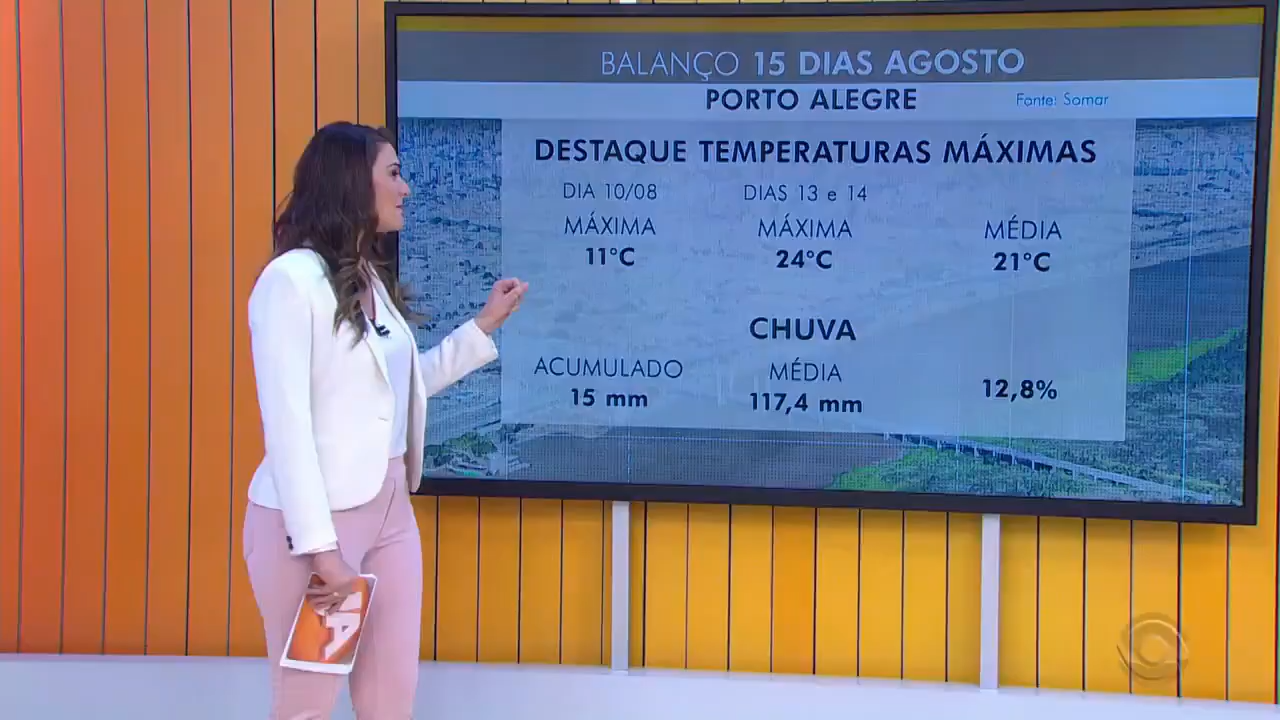 BALANÇO 15 DIAS AGOSTO
PORTO ALEGRE
Fonte: Somar
DESTAQUE TEMPERATURAS MÁXIMAS
DIA 10/08
MÁXIMA
11°C
DIAS 13 e 14
MÁXIMA
24°C
MÉDIA
21°C
CHUVA
ACUMULADO
15 mm
MÉDIA
117,4 mm
12,8%